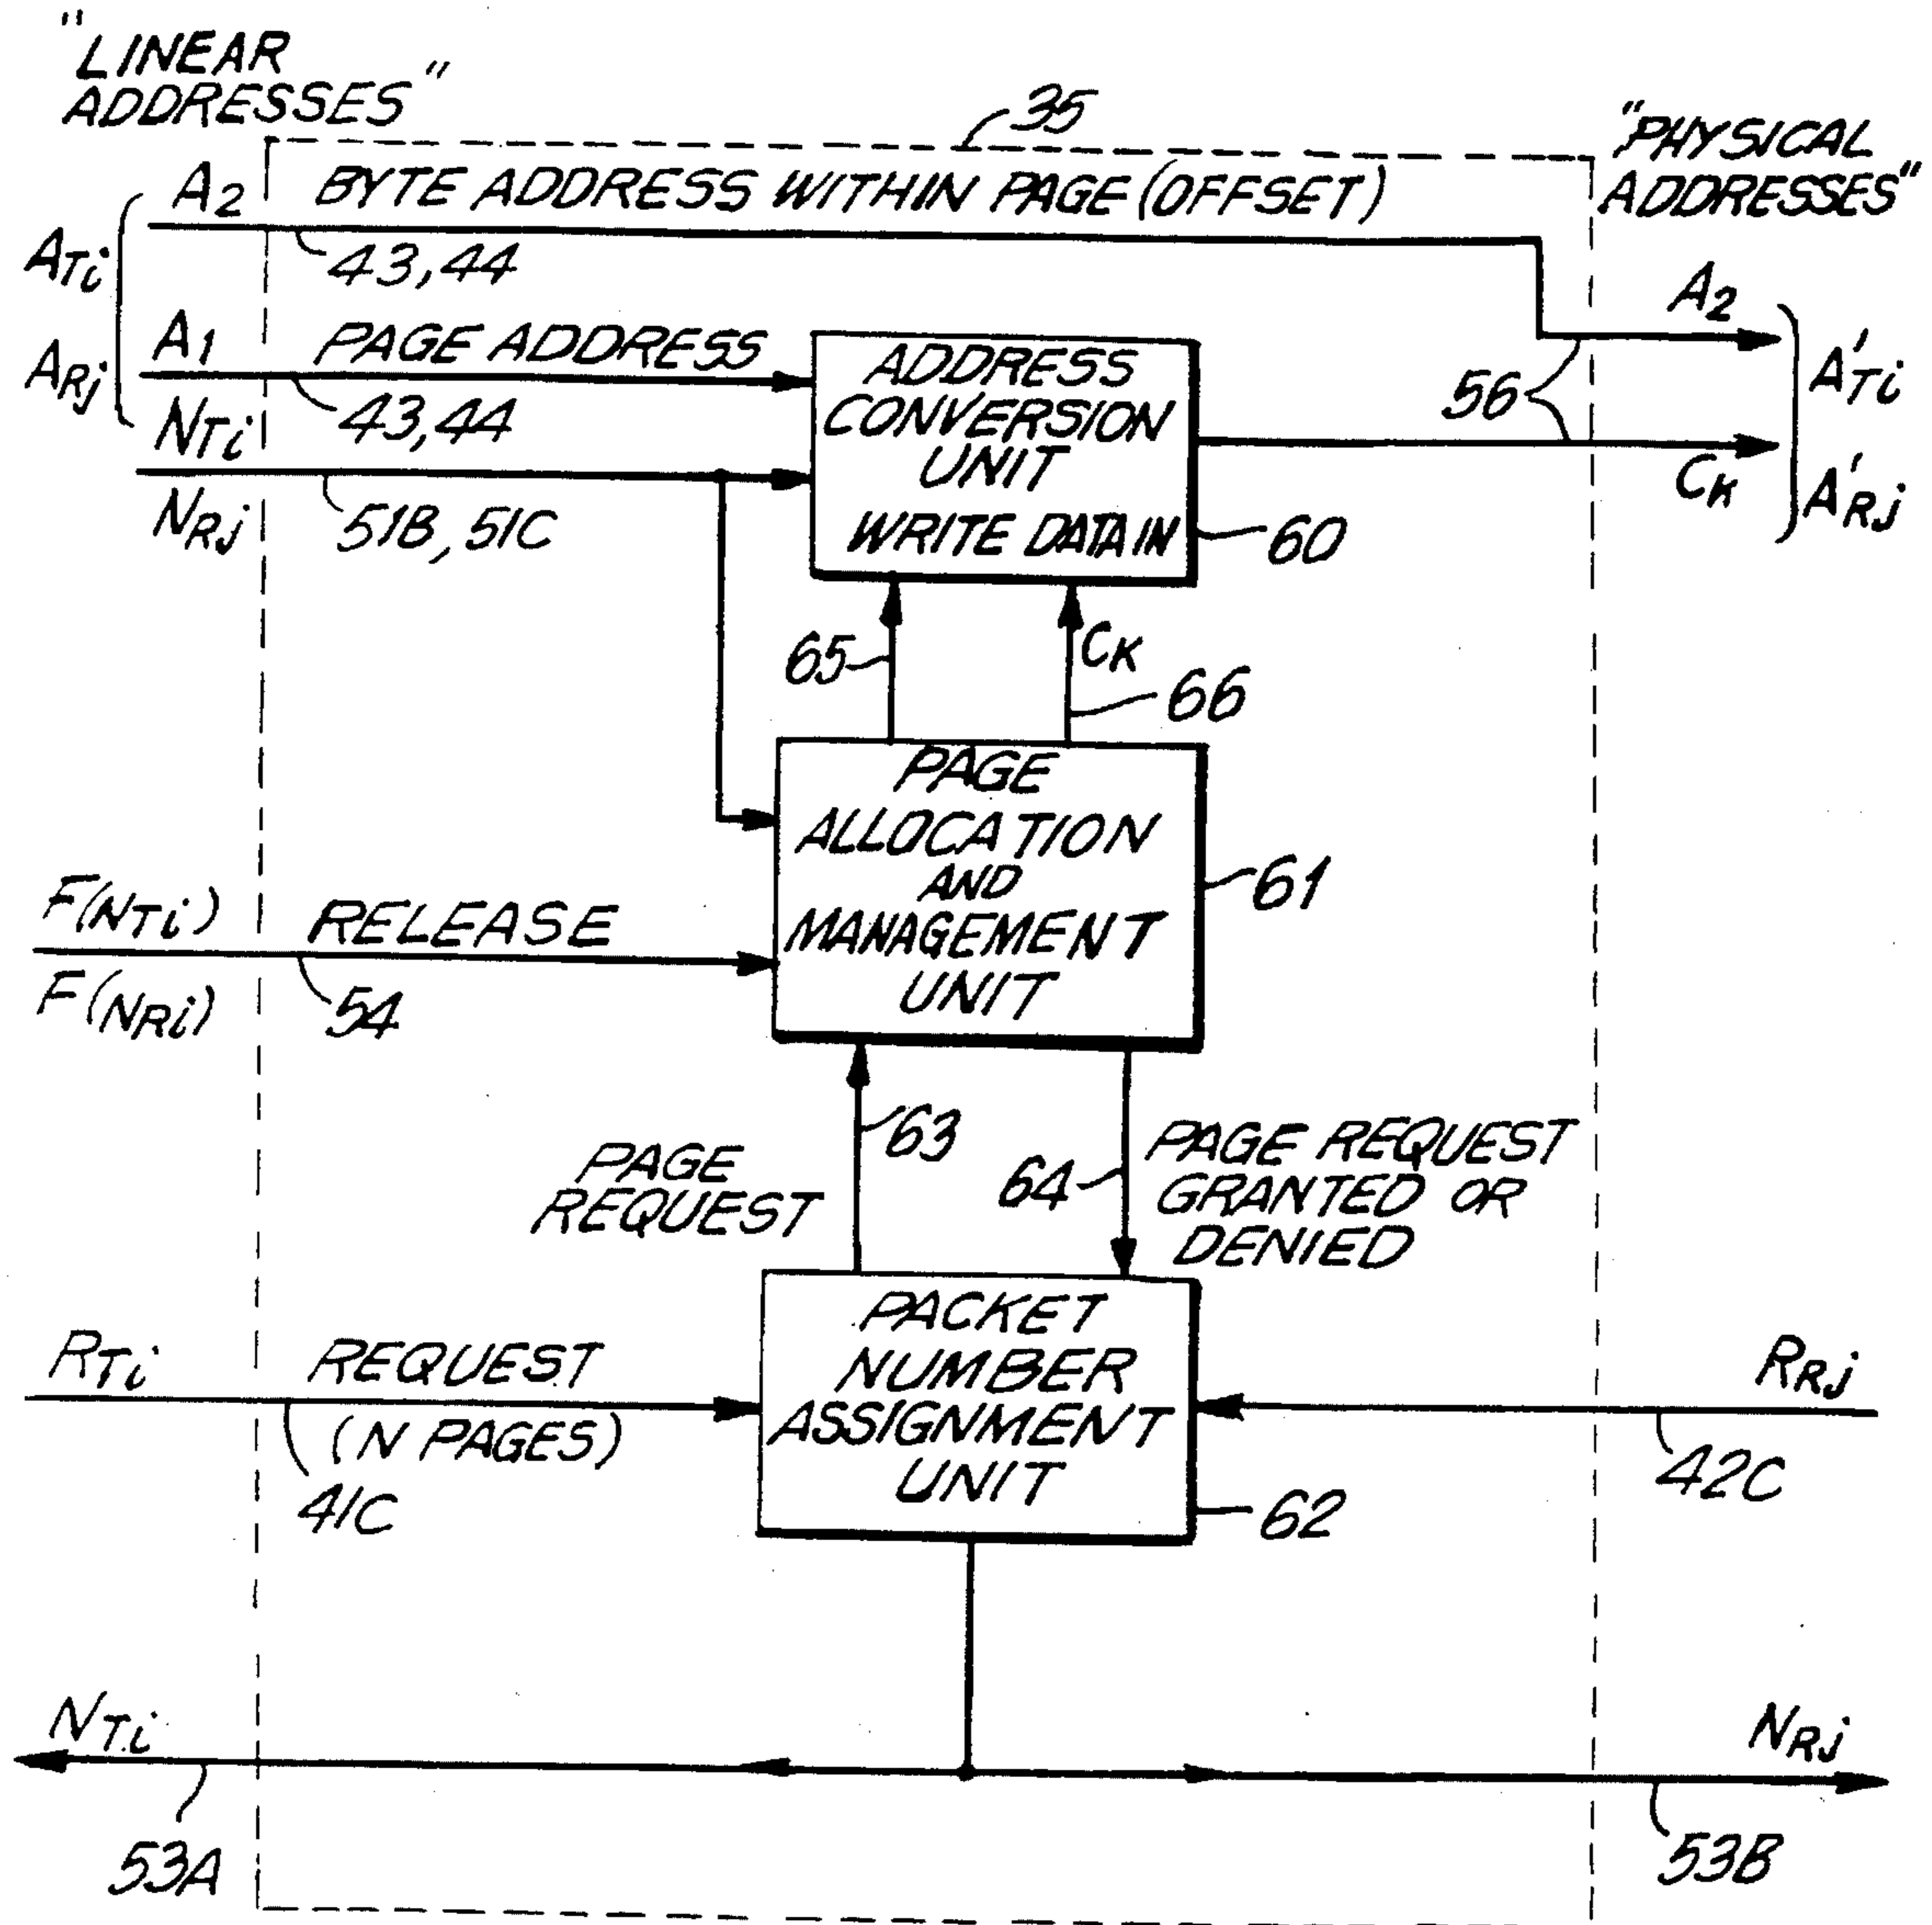 "LINEAR
ADDRESSES"
35
"PHYSICAL
ADDRESSES"
A2 BYTE ADDRESS WITHIN PAGE (OFFSET)
43,44
ATi
ARj
A1 PAGE ADDRESS
43,44
NTi
NRj
51B, 51C
ADDRESS
CONVERSION
UNIT
WRITE DATA IN
60
A2
56
CK
A'Ti
A'Rj
65
CK
66
PAGE
ALLOCATION
AND
MANAGEMENT
UNIT
61
F(NTi)
F(NRi)
RELEASE
54
PAGE
REQUEST
63
64
PAGE REQUEST
GRANTED OR
DENIED
RTi
REQUEST
(N PAGES)
41C
PACKET
NUMBER
ASSIGNMENT
UNIT
62
RRj
42C
NTi
53A
NRj
53B